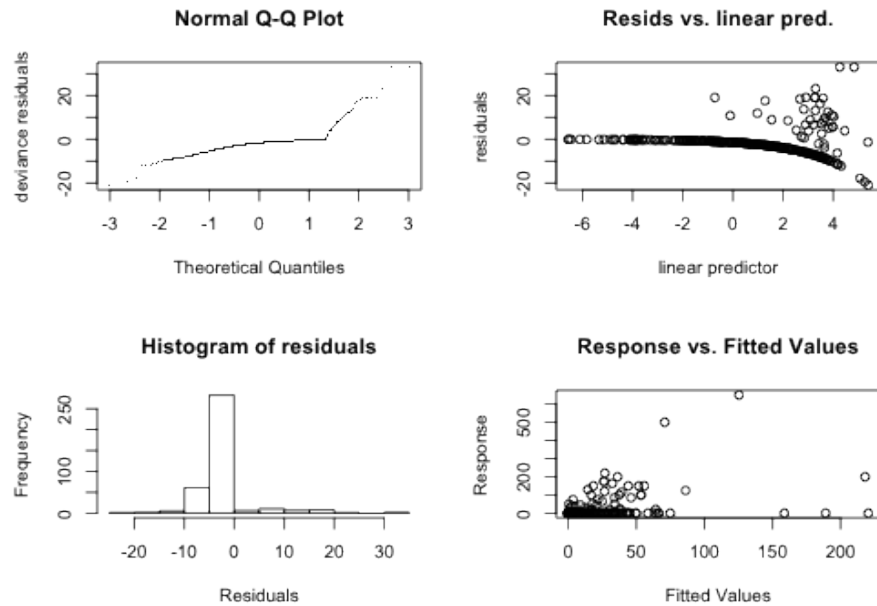 Normal Q-Q Plot
deviance residuals
-20 0 20
-3 -2 -1 0 1 2 3
Theoretical Quantiles
Resids vs. linear pred.
residuals
-20 0 20
-6 -4 -2 0 2 4
linear predictor
Histogram of residuals
Frequency
0 100 250
-20 -10 0 10 20 30
Residuals
Response vs. Fitted Values
Response
0 200 500
0 50 100 150 200
Fitted Values